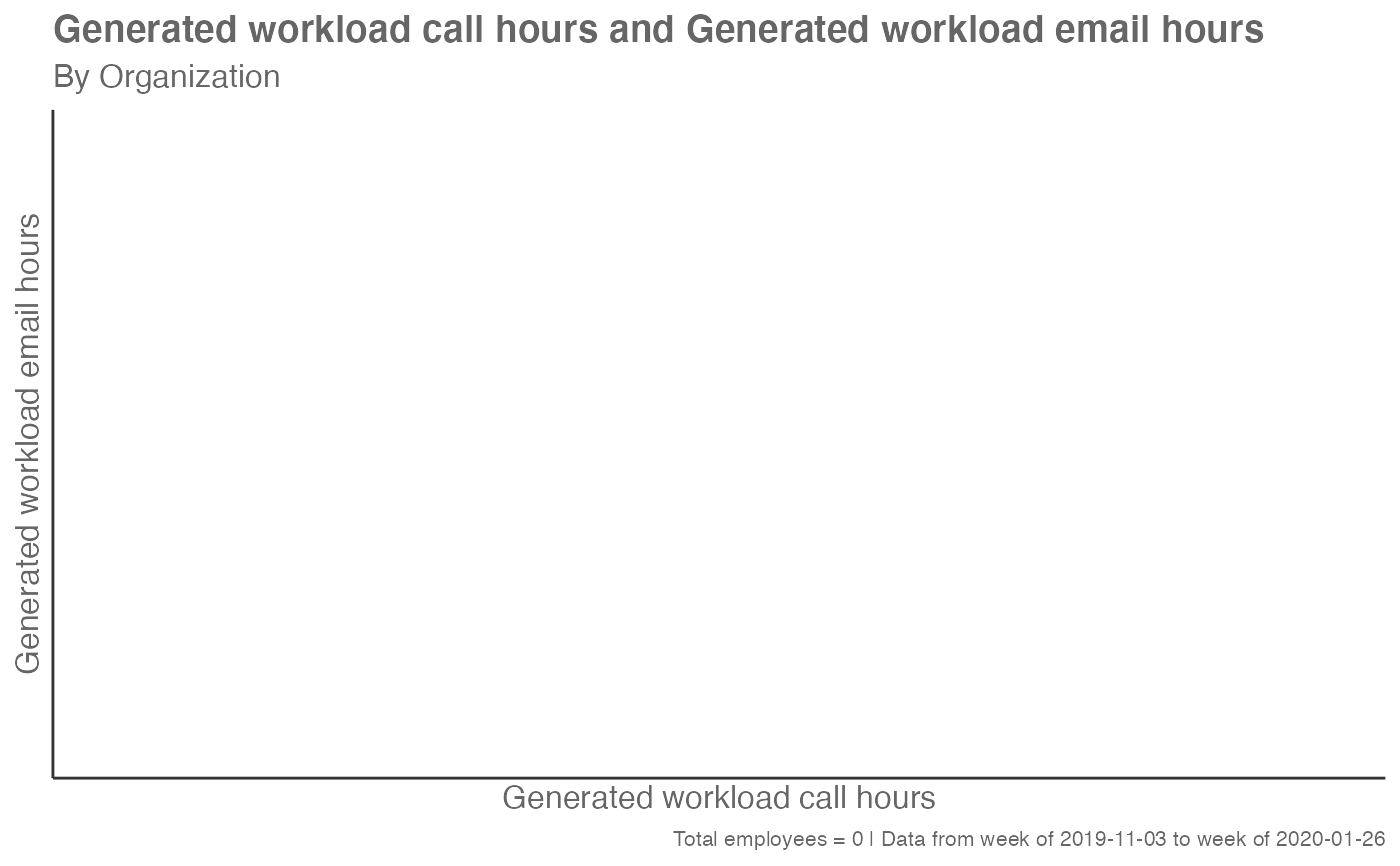 Generated workload call hours and Generated workload email hours
By Organization
Generated workload email hours
Generated workload call hours
Total employees = 0 | Data from week of 2019-11-03 to week of 2020-01-26